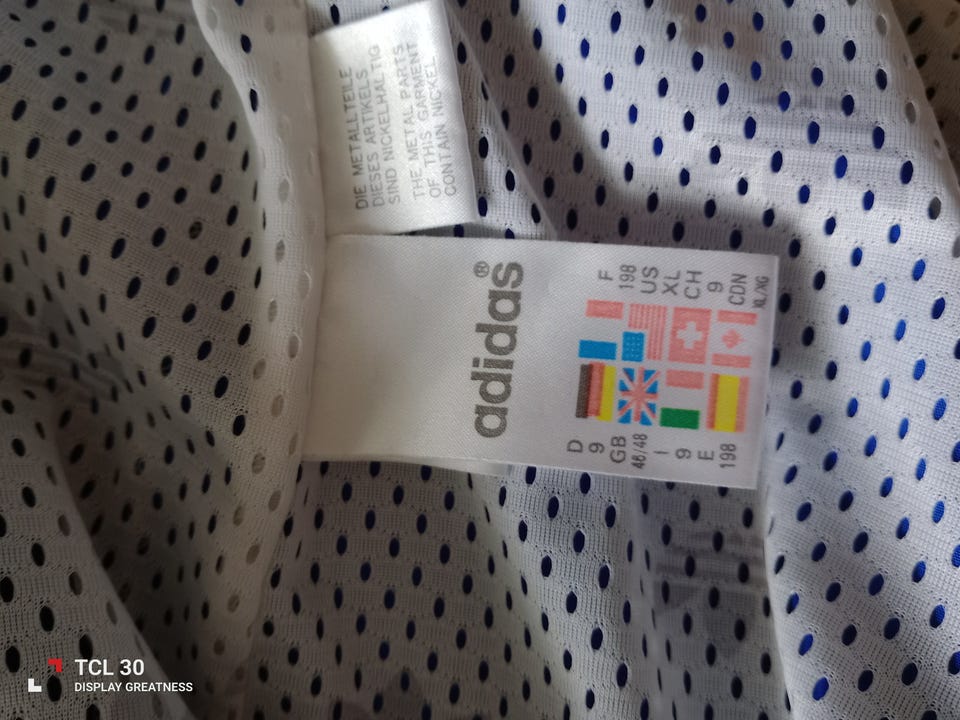 DIE METALLTEILE
DIESES ARTIKELS
SIND NICKELHALTIG
THE METAL PARTS
OF THIS GARMENT
CONTAIN NICKEL
adidas®
D F
9 198
GB US
46/48 XL
I CH
9 9
E CDN
198 XL/XG
TCL 30
DISPLAY GREATNESS